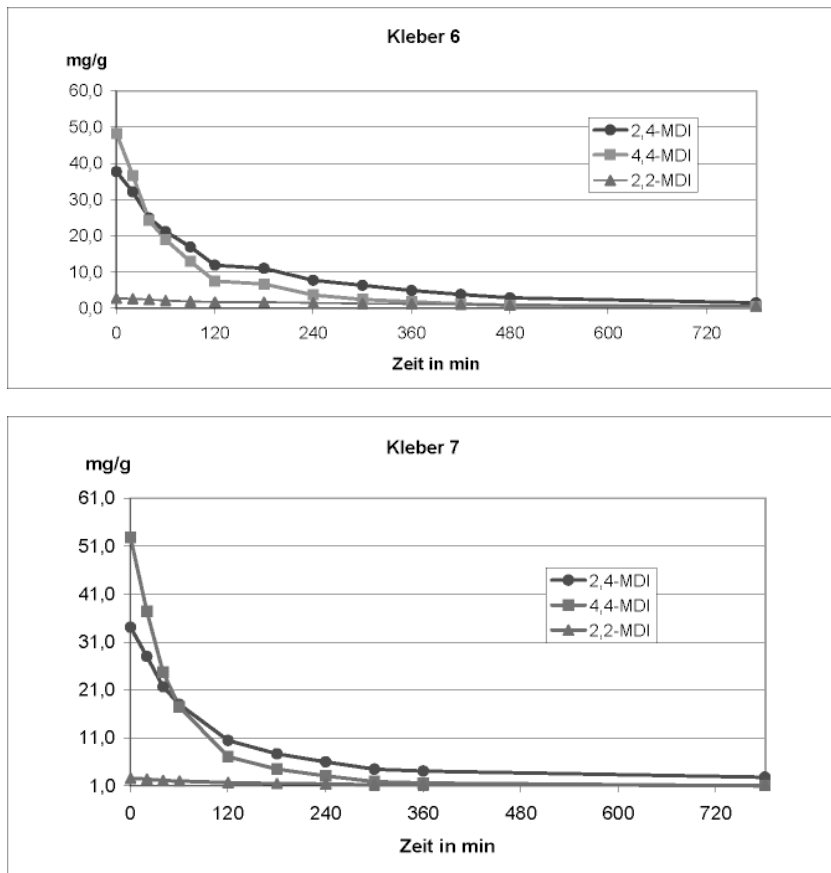 Kleber 6
mg/g
60,0
50,0
40,0
30,0
20,0
10,0
0,0
2,4-MDI
4,4-MDI
2,2-MDI
0 120 240 360 480 600 720
Zeit in min
Kleber 7
mg/g
61,0
51,0
41,0
31,0
21,0
11,0
1,0
2,4-MDI
4,4-MDI
2,2-MDI
0 120 240 360 480 600 720
Zeit in min